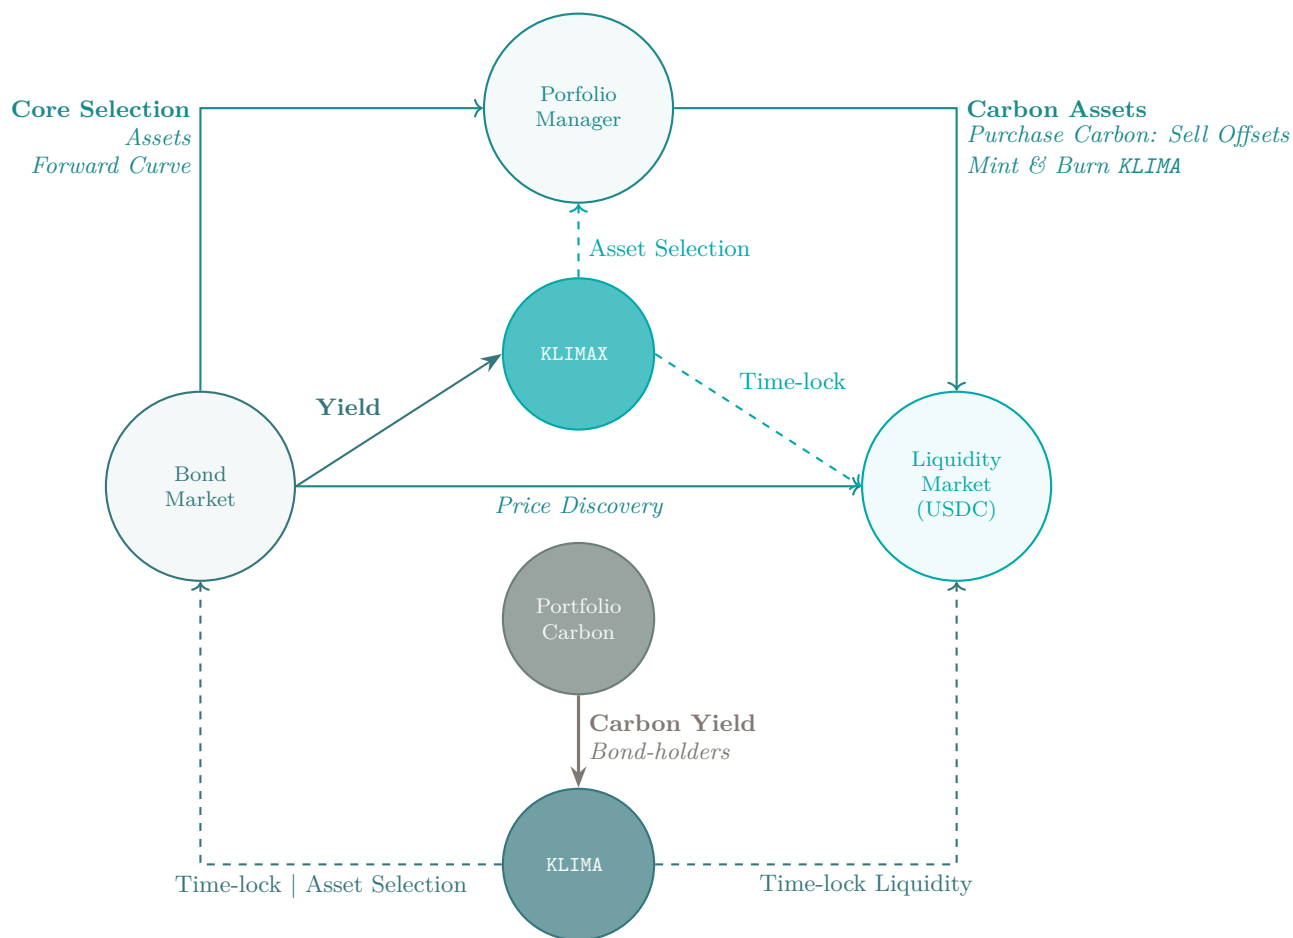 Porfolio
Manager
Core Selection
Assets
Forward Curve
Carbon Assets
Purchase Carbon: Sell Offsets
Mint & Burn KLIMA
Asset Selection
KLIMAX
Time-lock
Yield
Bond
Market
Liquidity
Market
(USDC)
Price Discovery
Portfolio
Carbon
Carbon Yield
Bond-holders
KLIMA
Time-lock | Asset Selection
Time-lock Liquidity